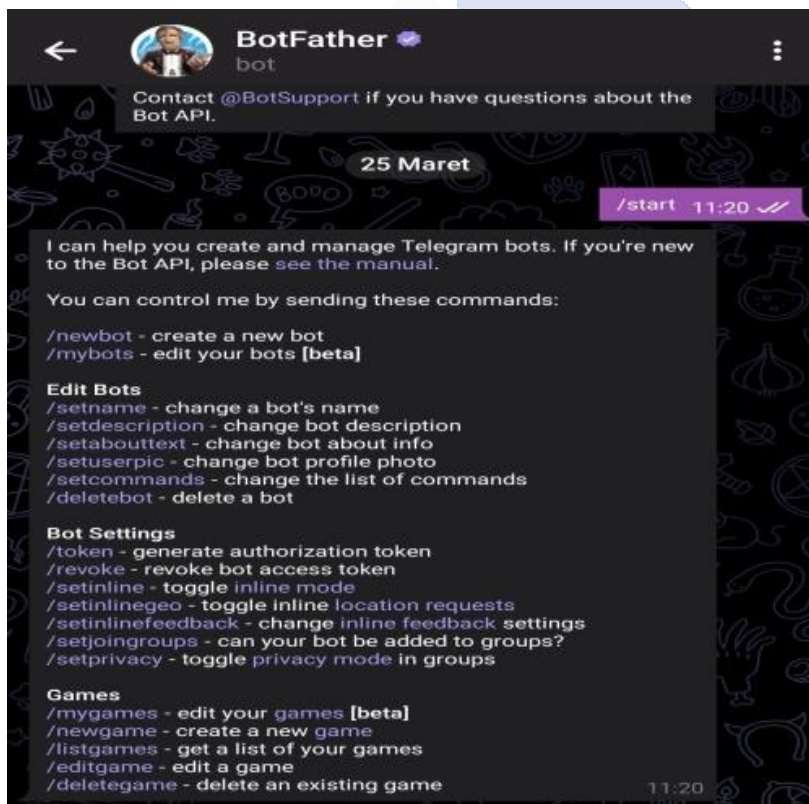 BotFather
bot
Contact @BotSupport if you have questions about the
Bot API.
25 Maret
/start 11:20
I can help you create and manage Telegram bots. If you're new
to the Bot API, please see the manual.
You can control me by sending these commands:
/newbot - create a new bot
/mybots - edit your bots [beta]
Edit Bots
/setname - change a bot's name
/setdescription - change bot description
/setabouttext - change bot about info
/setuserpic - change bot profile photo
/setcommands - change the list of commands
/deletebot - delete a bot
Bot Settings
/token - generate authorization token
/revoke - revoke bot access token
/setinline - toggle inline mode
/setinlinegeo - toggle inline location requests
/setinlinefeedback - change inline feedback settings
/setjoingroups - can your bot be added to groups?
/setprivacy - toggle privacy mode in groups
Games
/mygames - edit your games [beta]
/newgame - create a new game
/listgames - get a list of your games
/editgame - edit a game
/deletegame - delete an existing game
11:20
BOOO